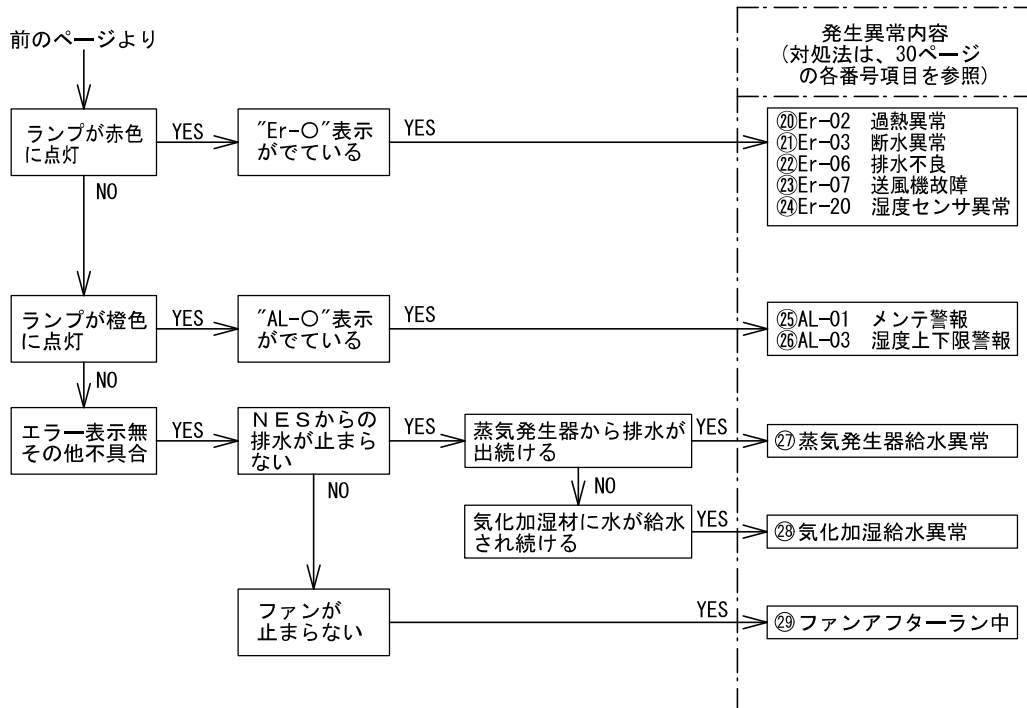 前のページより
発生異常内容
(対処法は、30ページ
の各番号項目を参照)
ランプが赤色
に点灯
YES
"Er-○"表示
がでている
YES
⑳Er-02 過熱異常
㉑Er-03 断水異常
㉒Er-06 排水不良
㉓Er-07 送風機故障
㉔Er-20 湿度センサ異常
NO
ランプが橙色
に点灯
YES
"AL-○"表示
がでている
YES
㉕AL-01 メンテ警報
㉖AL-03 湿度上下限警報
NO
エラー表示無
その他不具合
YES
ＮＥＳからの
排水が止まら
ない
YES
蒸気発生器から排水が
出続ける
YES
㉗蒸気発生器給水異常
NO
NO
気化加湿材に水が給水
され続ける
YES
㉘気化加湿給水異常
ファンが
止まらない
YES
㉙ファンアフターラン中